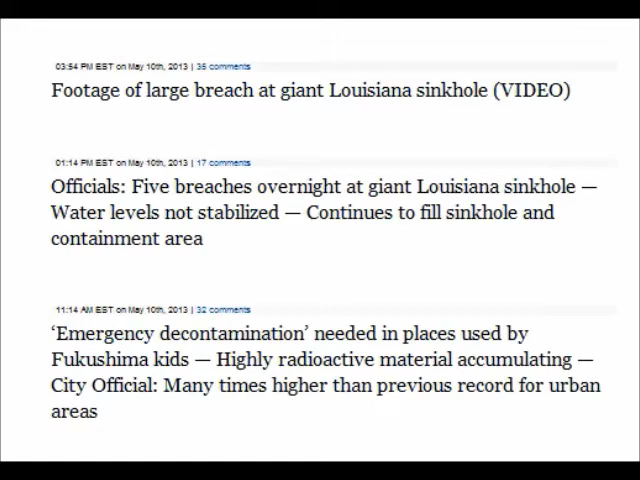 03:54 PM EST on May 10th, 2013 | 35 comments
Footage of large breach at giant Louisiana sinkhole (VIDEO)
01:14 PM EST on May 10th, 2013 | 17 comments
Officials: Five breaches overnight at giant Louisiana sinkhole —
Water levels not stabilized — Continues to fill sinkhole and
containment area
11:14 AM EST on May 10th, 2013 | 32 comments
‘Emergency decontamination’ needed in places used by
Fukushima kids — Highly radioactive material accumulating —
City Official: Many times higher than previous record for urban
areas